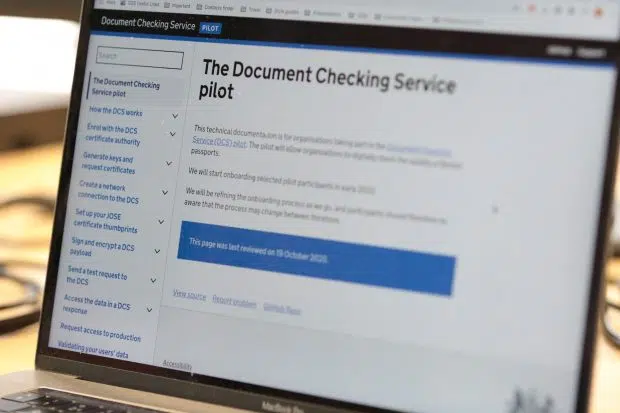 Important
Travel
Document Checking Service PILOT
Support
Search
The Document Checking Service pilot
The Document Checking
Service pilot
How the DCS works
Enrol with the DCS
certificate authority
Generate keys and
request certificates
Create a network
connection to the DCS
Set up your JOSE
certificate thumbprints
Sign and encrypt a DCS
payload
Send a test request to
the DCS
Access the data in a DCS
response
Request access to production
Validating your users' data
This technical documentation is for organisations taking part in the Document Checking
Service (DCS) pilot. The pilot will allow organisations to digitally check the validity of British
passports.
We will start onboarding selected pilot participants in early 2020.
We will be refining the onboarding process as we go, and participants should therefore be
aware that the process may change between iterations.
This page was last reviewed on 19 October 2020.
View source Report problem GitHub Repo
Accessibility
MacBook Pro